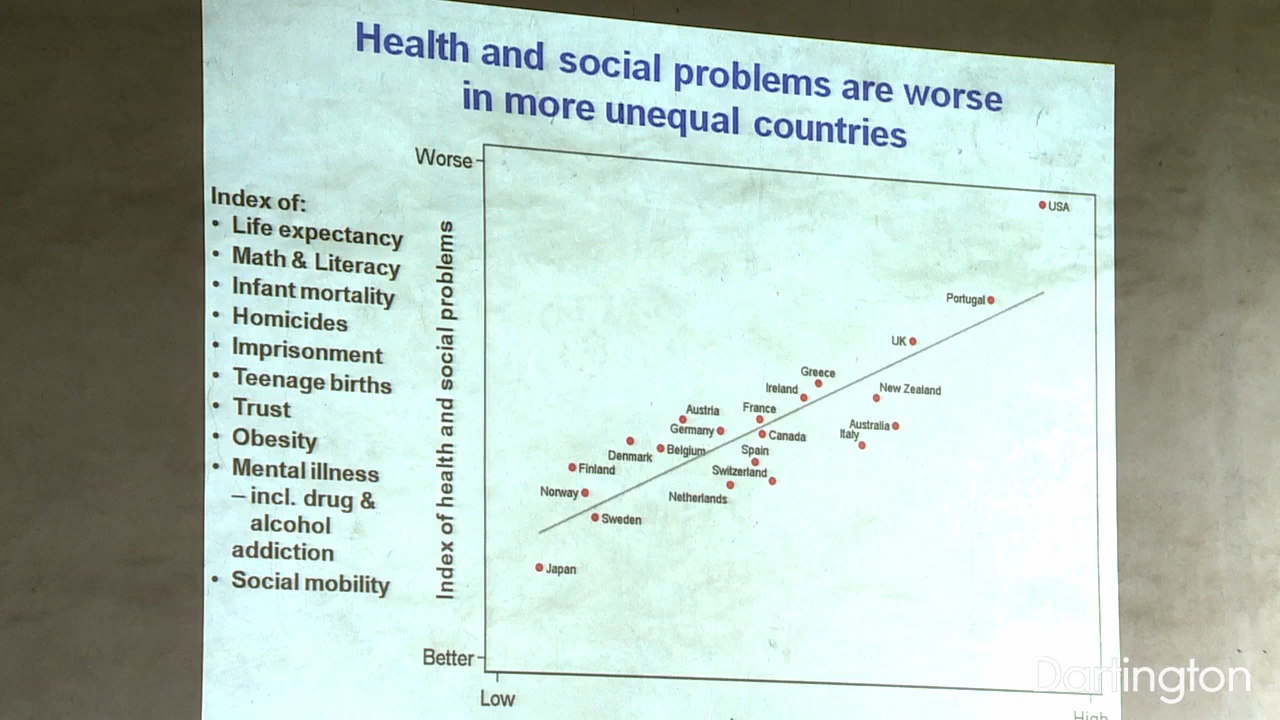 Health and social problems are worse
in more unequal countries
Worse
Index of:
• Life expectancy
• Math & Literacy
• Infant mortality
• Homicides
• Imprisonment
• Teenage births
• Trust
• Obesity
• Mental illness
– incl. drug &
alcohol
addiction
• Social mobility
Index of health and social problems
USA
Portugal
UK
Greece
Ireland
New Zealand
Austria
France
Germany
Australia
Canada
Italy
Denmark
Belgium
Spain
Finland
Switzerland
Norway
Netherlands
Sweden
Japan
Better
Low
High
Dartington